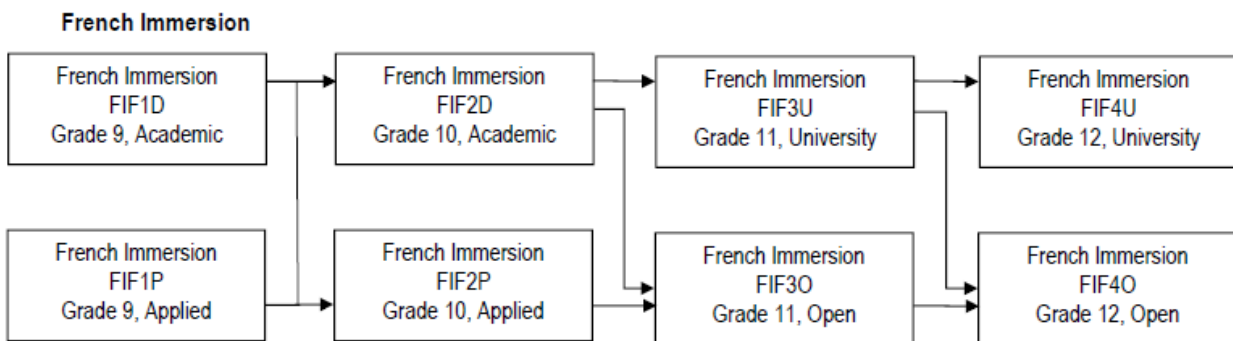 French Immersion
French Immersion
FIF1D
Grade 9, Academic
French Immersion
FIF2D
Grade 10, Academic
French Immersion
FIF3U
Grade 11, University
French Immersion
FIF4U
Grade 12, University
French Immersion
FIF1P
Grade 9, Applied
French Immersion
FIF2P
Grade 10, Applied
French Immersion
FIF3O
Grade 11, Open
French Immersion
FIF4O
Grade 12, Open